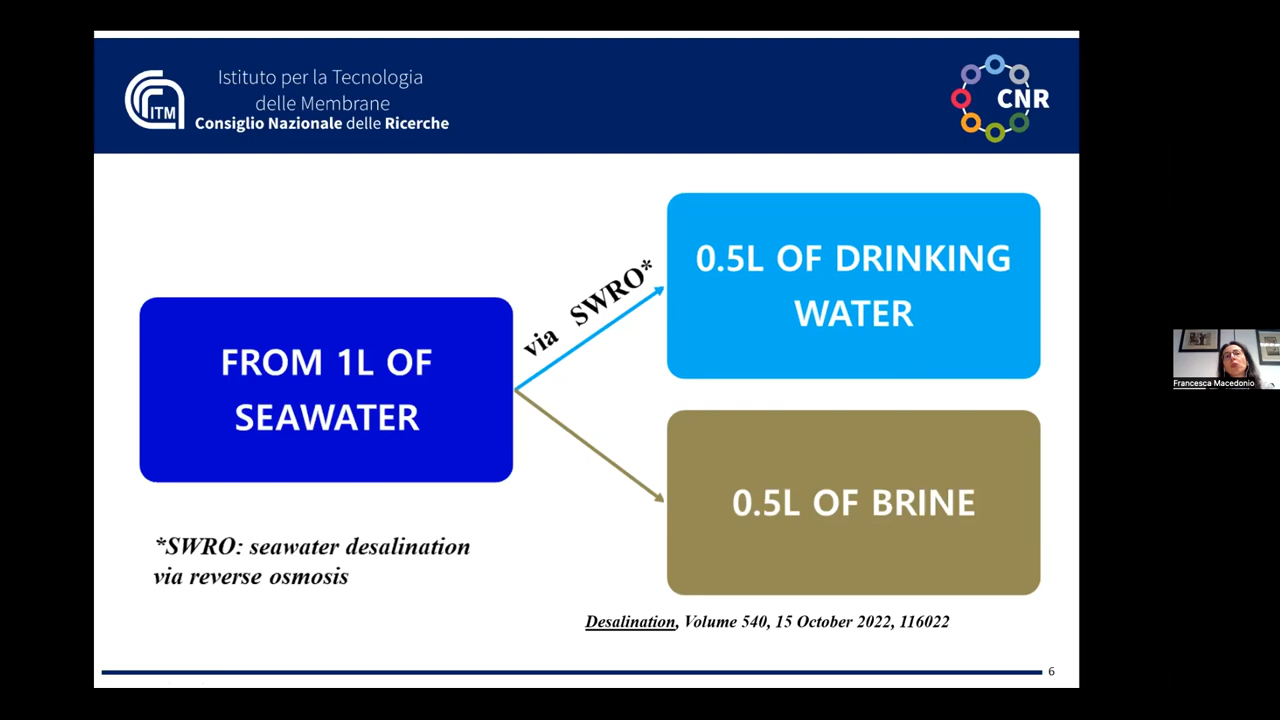 Istituto per la Tecnologia
delle Membrane
Consiglio Nazionale delle Ricerche
ITM
CNR
FROM 1L OF
SEAWATER
via SWRO*
0.5L OF DRINKING
WATER
0.5L OF BRINE
*SWRO: seawater desalination
via reverse osmosis
Desalination, Volume 540, 15 October 2022, 116022
6
Francesca Macedonio